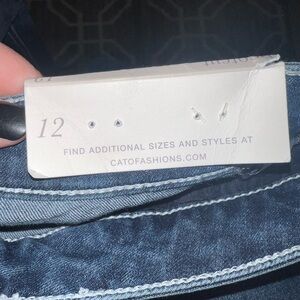 12
FIND ADDITIONAL SIZES AND STYLES AT
CATOFASHIONS.COM